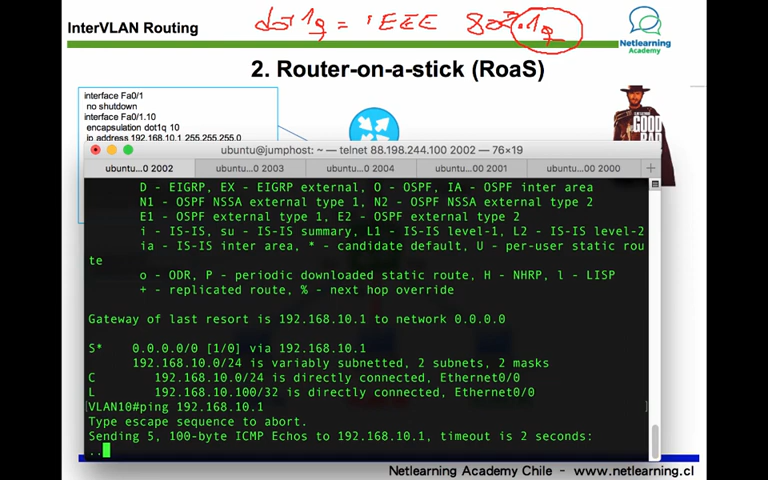 InterVLAN Routing
dot1q = IEEE 802.1q
Netlearning
Academy
2. Router-on-a-stick (RoaS)
interface Fa0/1
no shutdown
interface Fa0/1.10
encapsulation dot1q 10
ip address 192.168.10.1 255.255.255.0
GOOD
BAD
ubuntu@jumphost: ~ — telnet 88.198.244.100 2002 — 76×19
ubuntu...0 2002
ubuntu...0 2003
ubuntu...0 2004
ubuntu...00 2001
ubuntu...00 2000
+
D - EIGRP, EX - EIGRP external, O - OSPF, IA - OSPF inter area
N1 - OSPF NSSA external type 1, N2 - OSPF NSSA external type 2
E1 - OSPF external type 1, E2 - OSPF external type 2
i - IS-IS, su - IS-IS summary, L1 - IS-IS level-1, L2 - IS-IS level-2
ia - IS-IS inter area, * - candidate default, U - per-user static rou
te
o - ODR, P - periodic downloaded static route, H - NHRP, l - LISP
+ - replicated route, % - next hop override
Gateway of last resort is 192.168.10.1 to network 0.0.0.0
S* 0.0.0.0/0 [1/0] via 192.168.10.1
192.168.10.0/24 is variably subnetted, 2 subnets, 2 masks
C 192.168.10.0/24 is directly connected, Ethernet0/0
L 192.168.10.100/32 is directly connected, Ethernet0/0
[VLAN10#ping 192.168.10.1 ]
Type escape sequence to abort.
Sending 5, 100-byte ICMP Echos to 192.168.10.1, timeout is 2 seconds:
..
Netlearning Academy Chile - www.netlearning.cl